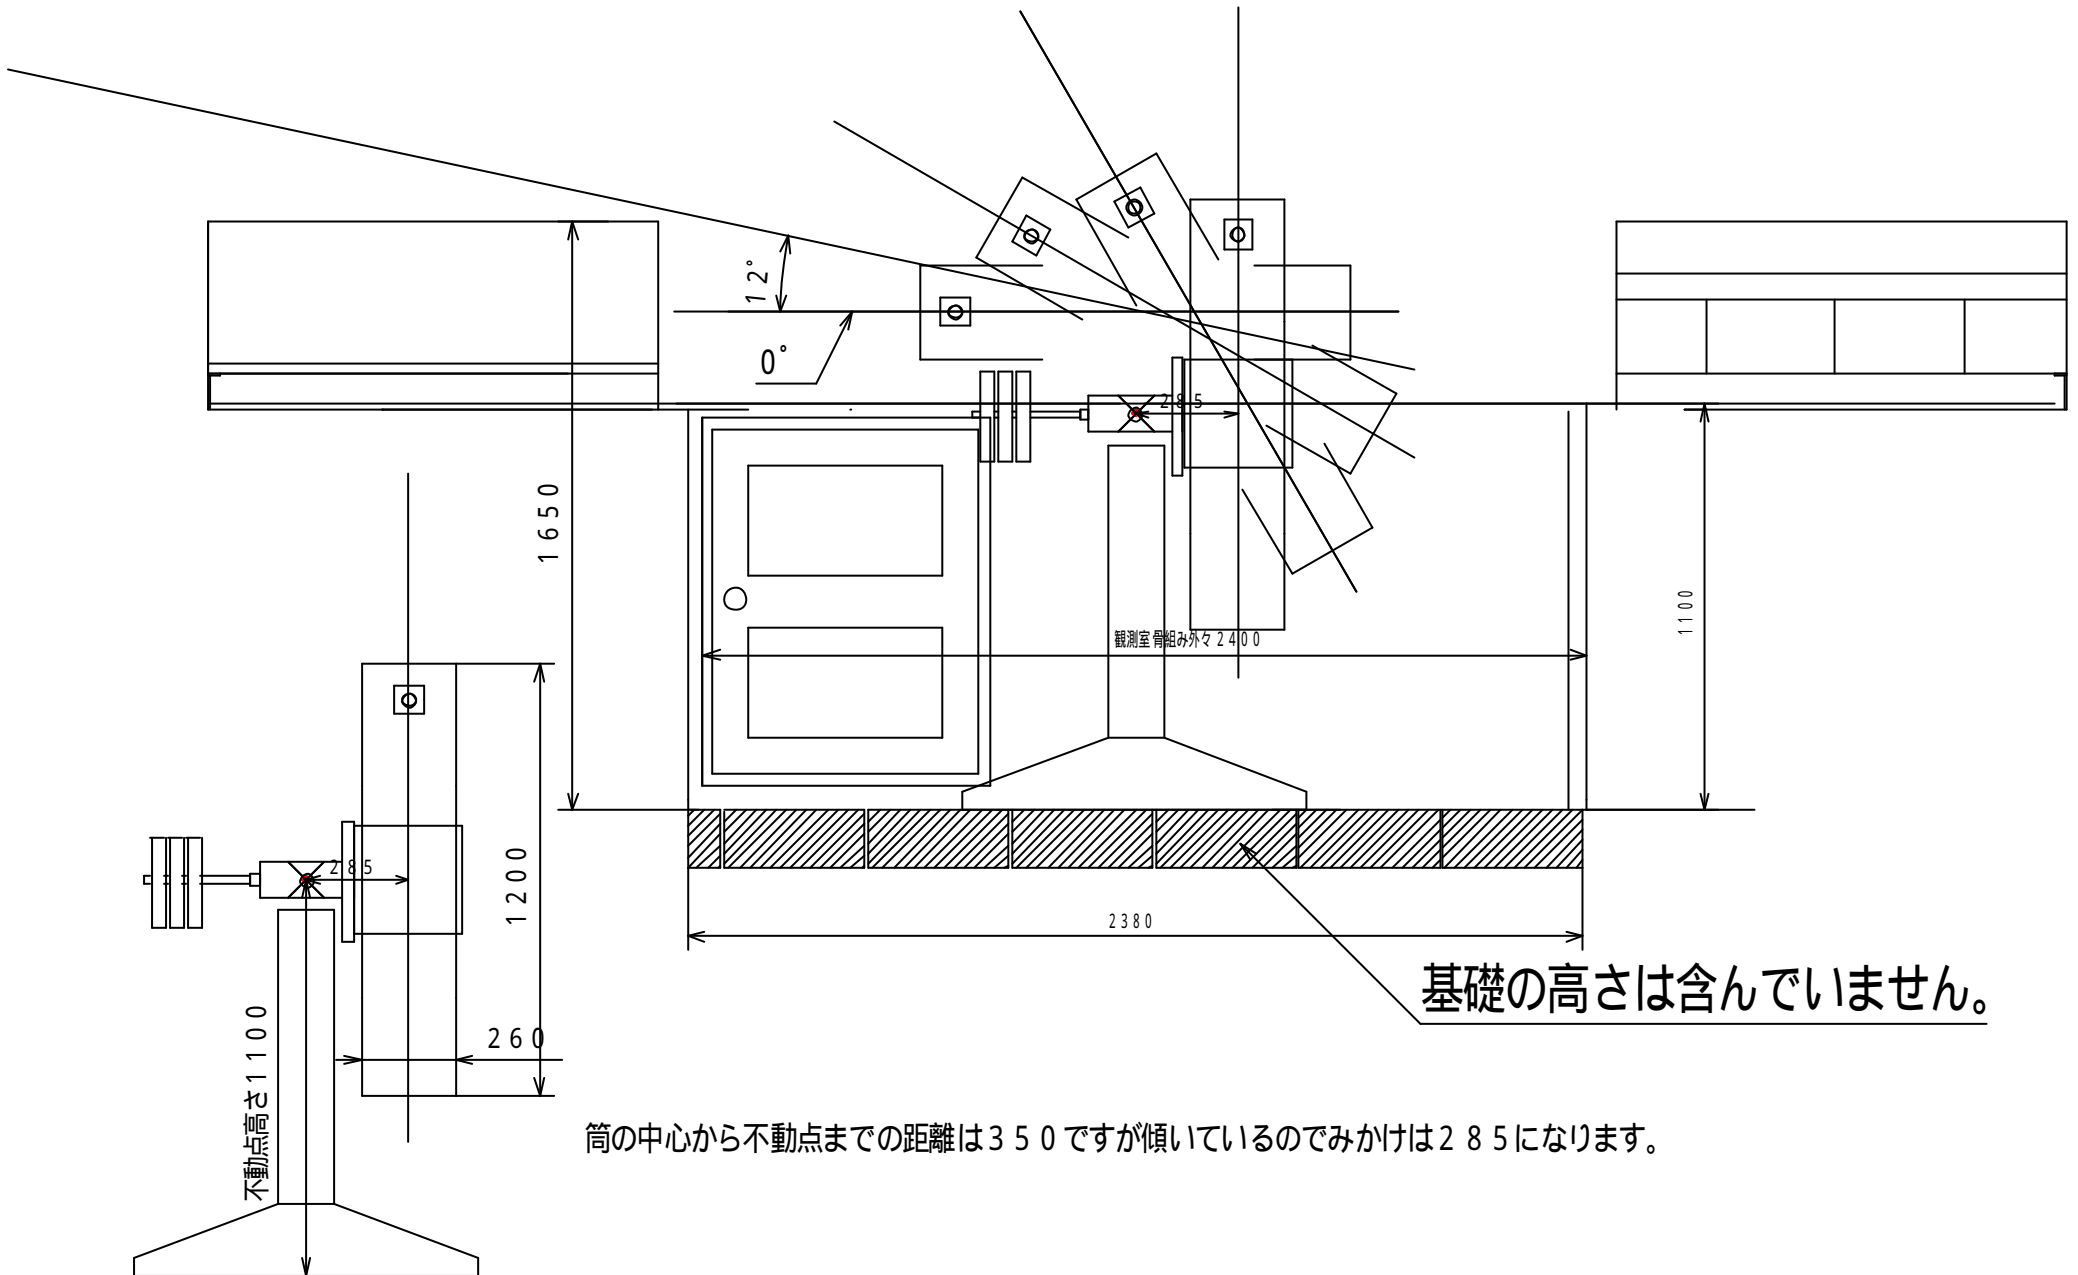 12°
0°
285
1650
1100
観測室骨組み外々2400
285
1200
2380
基礎の高さは含んでいません。
260
不動点高さ1100
筒の中心から不動点までの距離は350ですが傾いているのでみかけは285になります。